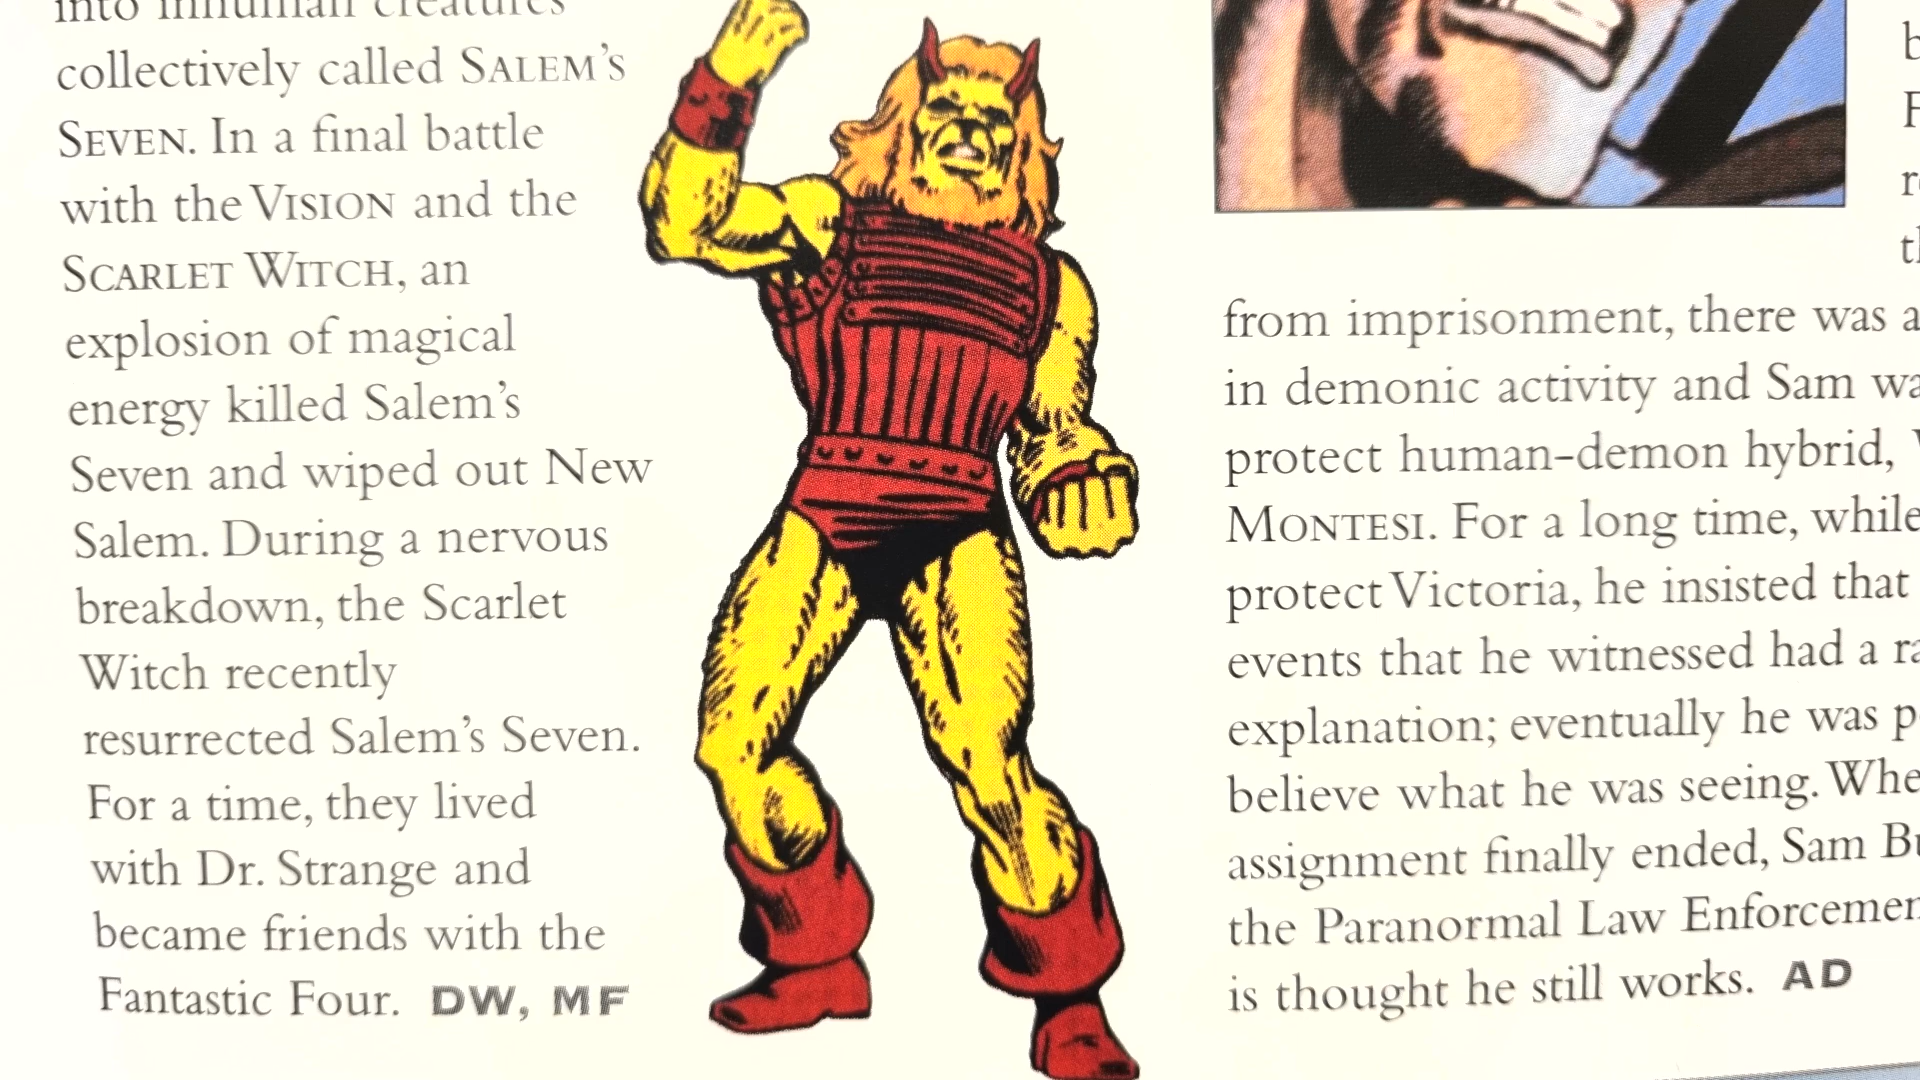 into inhuman creatures
collectively called SALEM'S
SEVEN. In a final battle
with the VISION and the
SCARLET WITCH, an
explosion of magical
energy killed Salem's
Seven and wiped out New
Salem. During a nervous
breakdown, the Scarlet
Witch recently
resurrected Salem's Seven.
For a time, they lived
with Dr. Strange and
became friends with the
Fantastic Four. DW, MF
from imprisonment, there was a
in demonic activity and Sam
protect human-demon hybrid,
MONTESI. For a long time, while
protect Victoria, he insisted that
events that he witnessed had a
explanation; eventually he was
believe what he was seeing.
assignment finally ended, Sam
the Paranormal Law
is thought he still works. AD